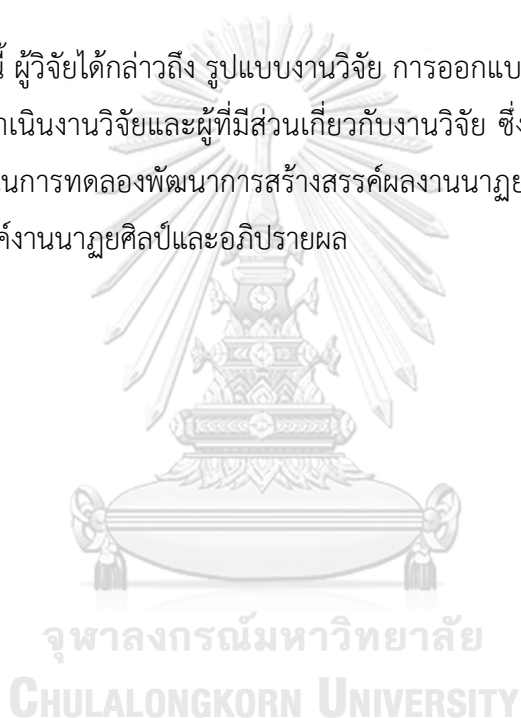 นี้ ผู้วิจัยได้กล่าวถึง รูปแบบงานวิจัย การออกแบบ
เนินงานวิจัยและผู้ที่มีส่วนเกี่ยวกับงานวิจัย ซึ่ง
นการทดลองพัฒนาการสร้างสรรค์ผลงานนาฏย
งานนาฏยศิลป์และอภิปรายผล
จุฬาลงกรณ์มหาวิทยาลัย
CHULALONGKORN UNIVERSITY